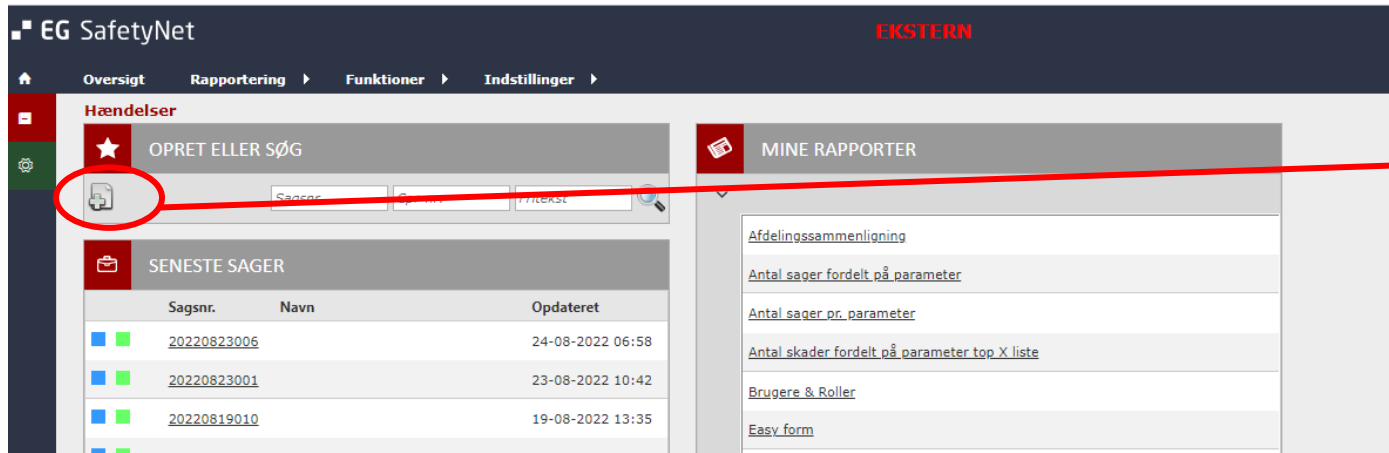 EG SafetyNet
EKSTERN
Oversigt Rapportering Funktioner Indstillinger
Hændelser
OPRET ELLER SØG
Sagsnr.
Fritekst
SENESTE SAGER
Sagsnr. Navn Opdateret
20220823006 24-08-2022 06:58
20220823001 23-08-2022 10:42
20220819010 19-08-2022 13:35
MINE RAPPORTER
Afdelingssammenligning
Antal sager fordelt på parameter
Antal sager pr. parameter
Antal skader fordelt på parameter top X liste
Brugere & Roller
Easy form